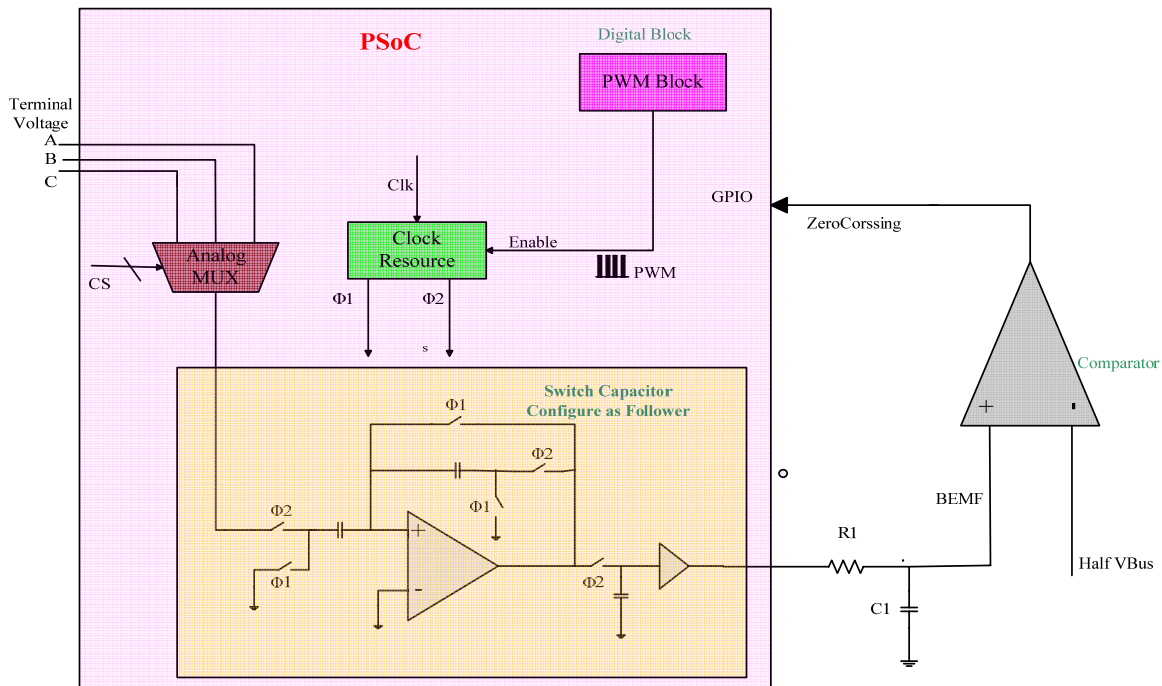 PSoC
Digital Block
PWM Block
Terminal
Voltage
A
B
C
Clk
GPIO
ZeroCorssing
Clock
Resource
Enable
Analog
MUX
CS
PWM
Φ1
Φ2
s
Comparator
Switch Capacitor
Configure as Follower
+
-
Φ1
Φ2
Φ1
BEMF
Φ2
+
R1
Half VBus
Φ1
-
Φ2
C1